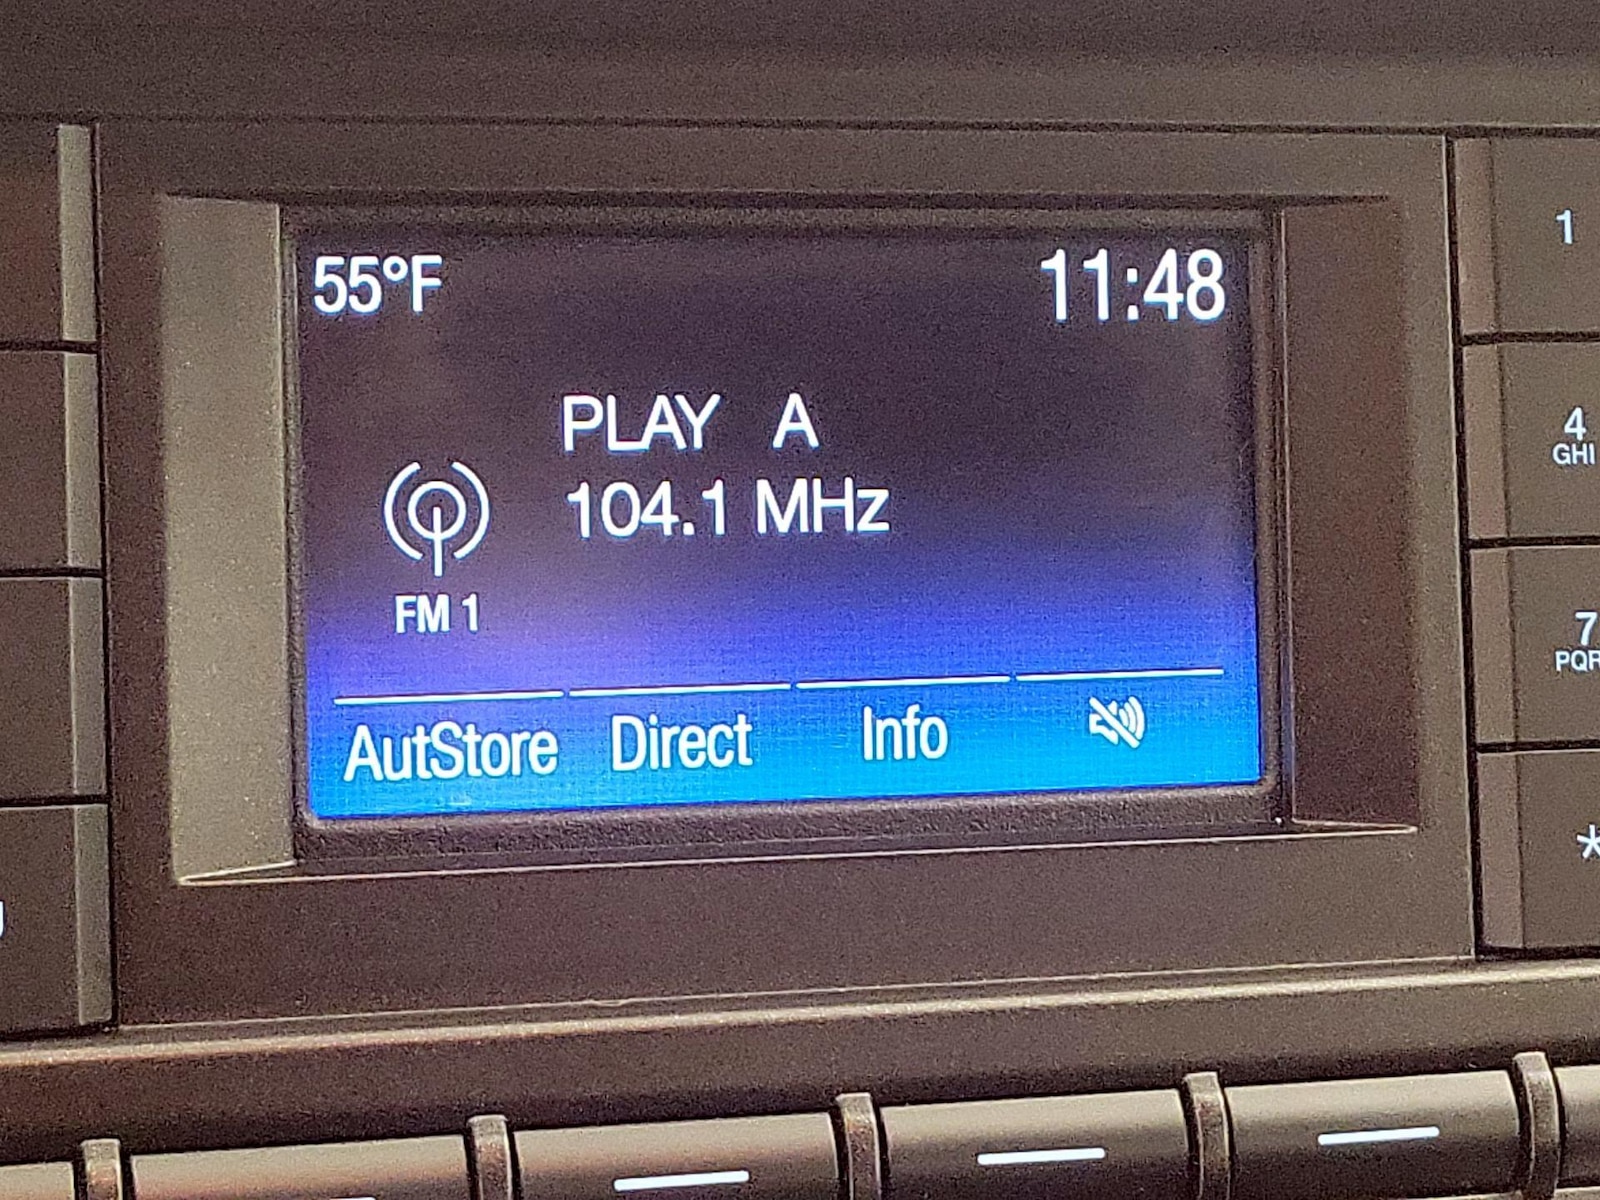 55°F
11:48
PLAY A
104.1 MHz
FM 1
AutStore Direct Info
1
4
GHI
7
PQR
*